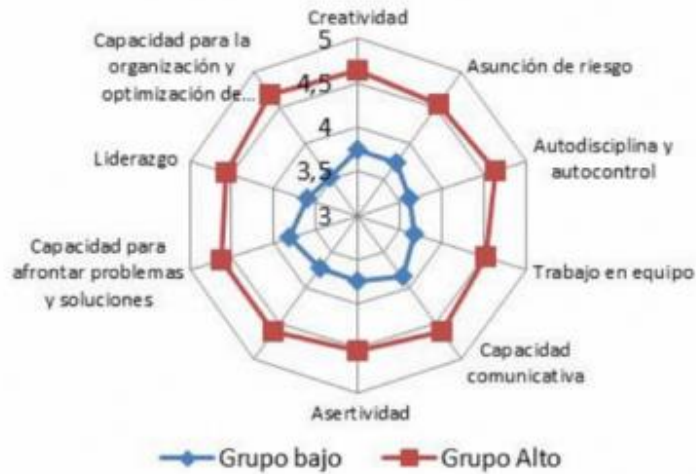 Creatividad
Capacidad para la
organización y
optimización de...
Asunción de riesgo
5
4,5
4
3,5
3
Liderazgo
Autodisciplina y
autocontrol
Capacidad para
afrontar problemas
y soluciones
Trabajo en equipo
Capacidad
comunicativa
Asertividad
Grupo bajo
Grupo Alto